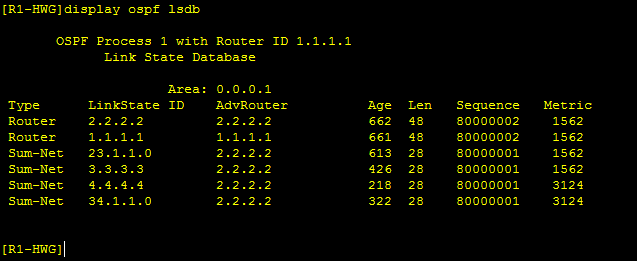 [R1-HWG]display ospf lsdb
OSPF Process 1 with Router ID 1.1.1.1
Link State Database
Area: 0.0.0.1
Type LinkState ID AdvRouter Age Len Sequence Metric
Router 2.2.2.2 2.2.2.2 662 48 80000002 1562
Router 1.1.1.1 1.1.1.1 661 48 80000002 1562
Sum-Net 23.1.1.0 2.2.2.2 613 28 80000001 1562
Sum-Net 3.3.3.3 2.2.2.2 426 28 80000001 1562
Sum-Net 4.4.4.4 2.2.2.2 218 28 80000001 3124
Sum-Net 34.1.1.0 2.2.2.2 322 28 80000001 3124
[R1-HWG]